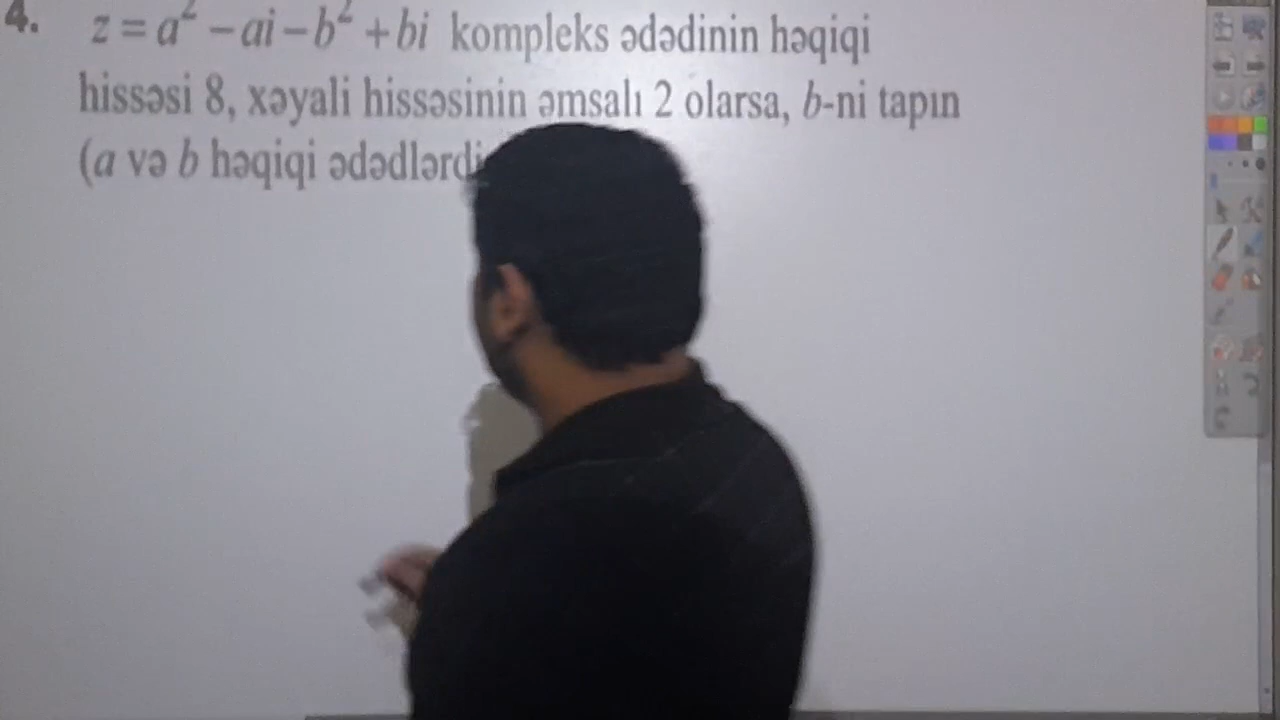 4. z = a² – ai – b² + bi kompleks ədədinin həqiqi
hissəsi 8, xəyali hissəsinin əmsalı 2 olarsa, b-ni tapın
(a və b həqiqi